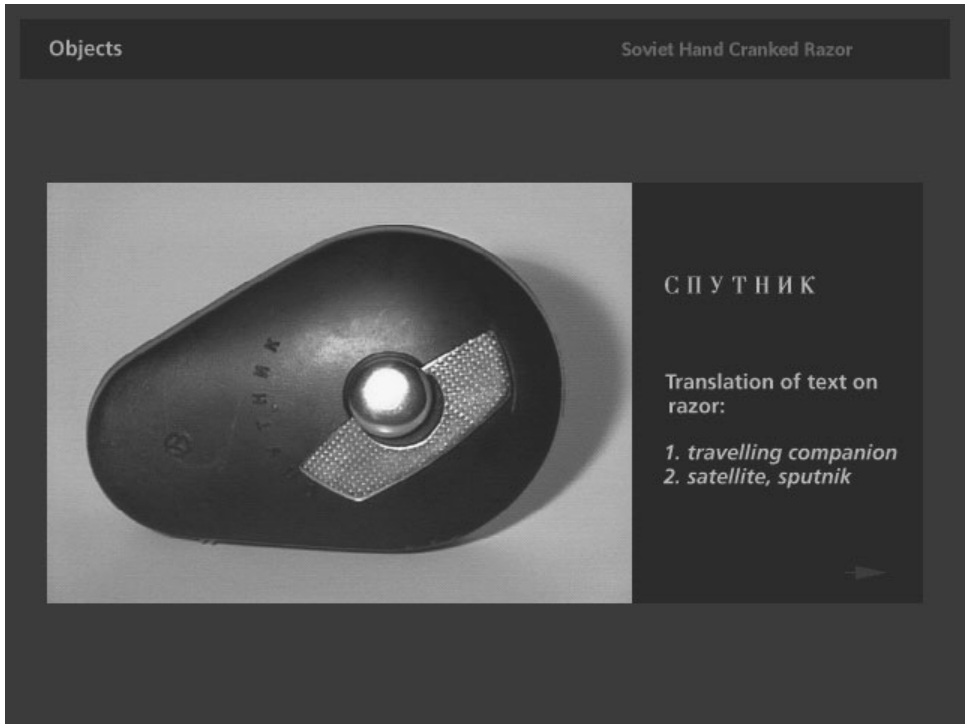 Objects
Soviet Hand Cranked Razor
СПУТНИК
Translation of text on
razor:
1. travelling companion
2. satellite, sputnik